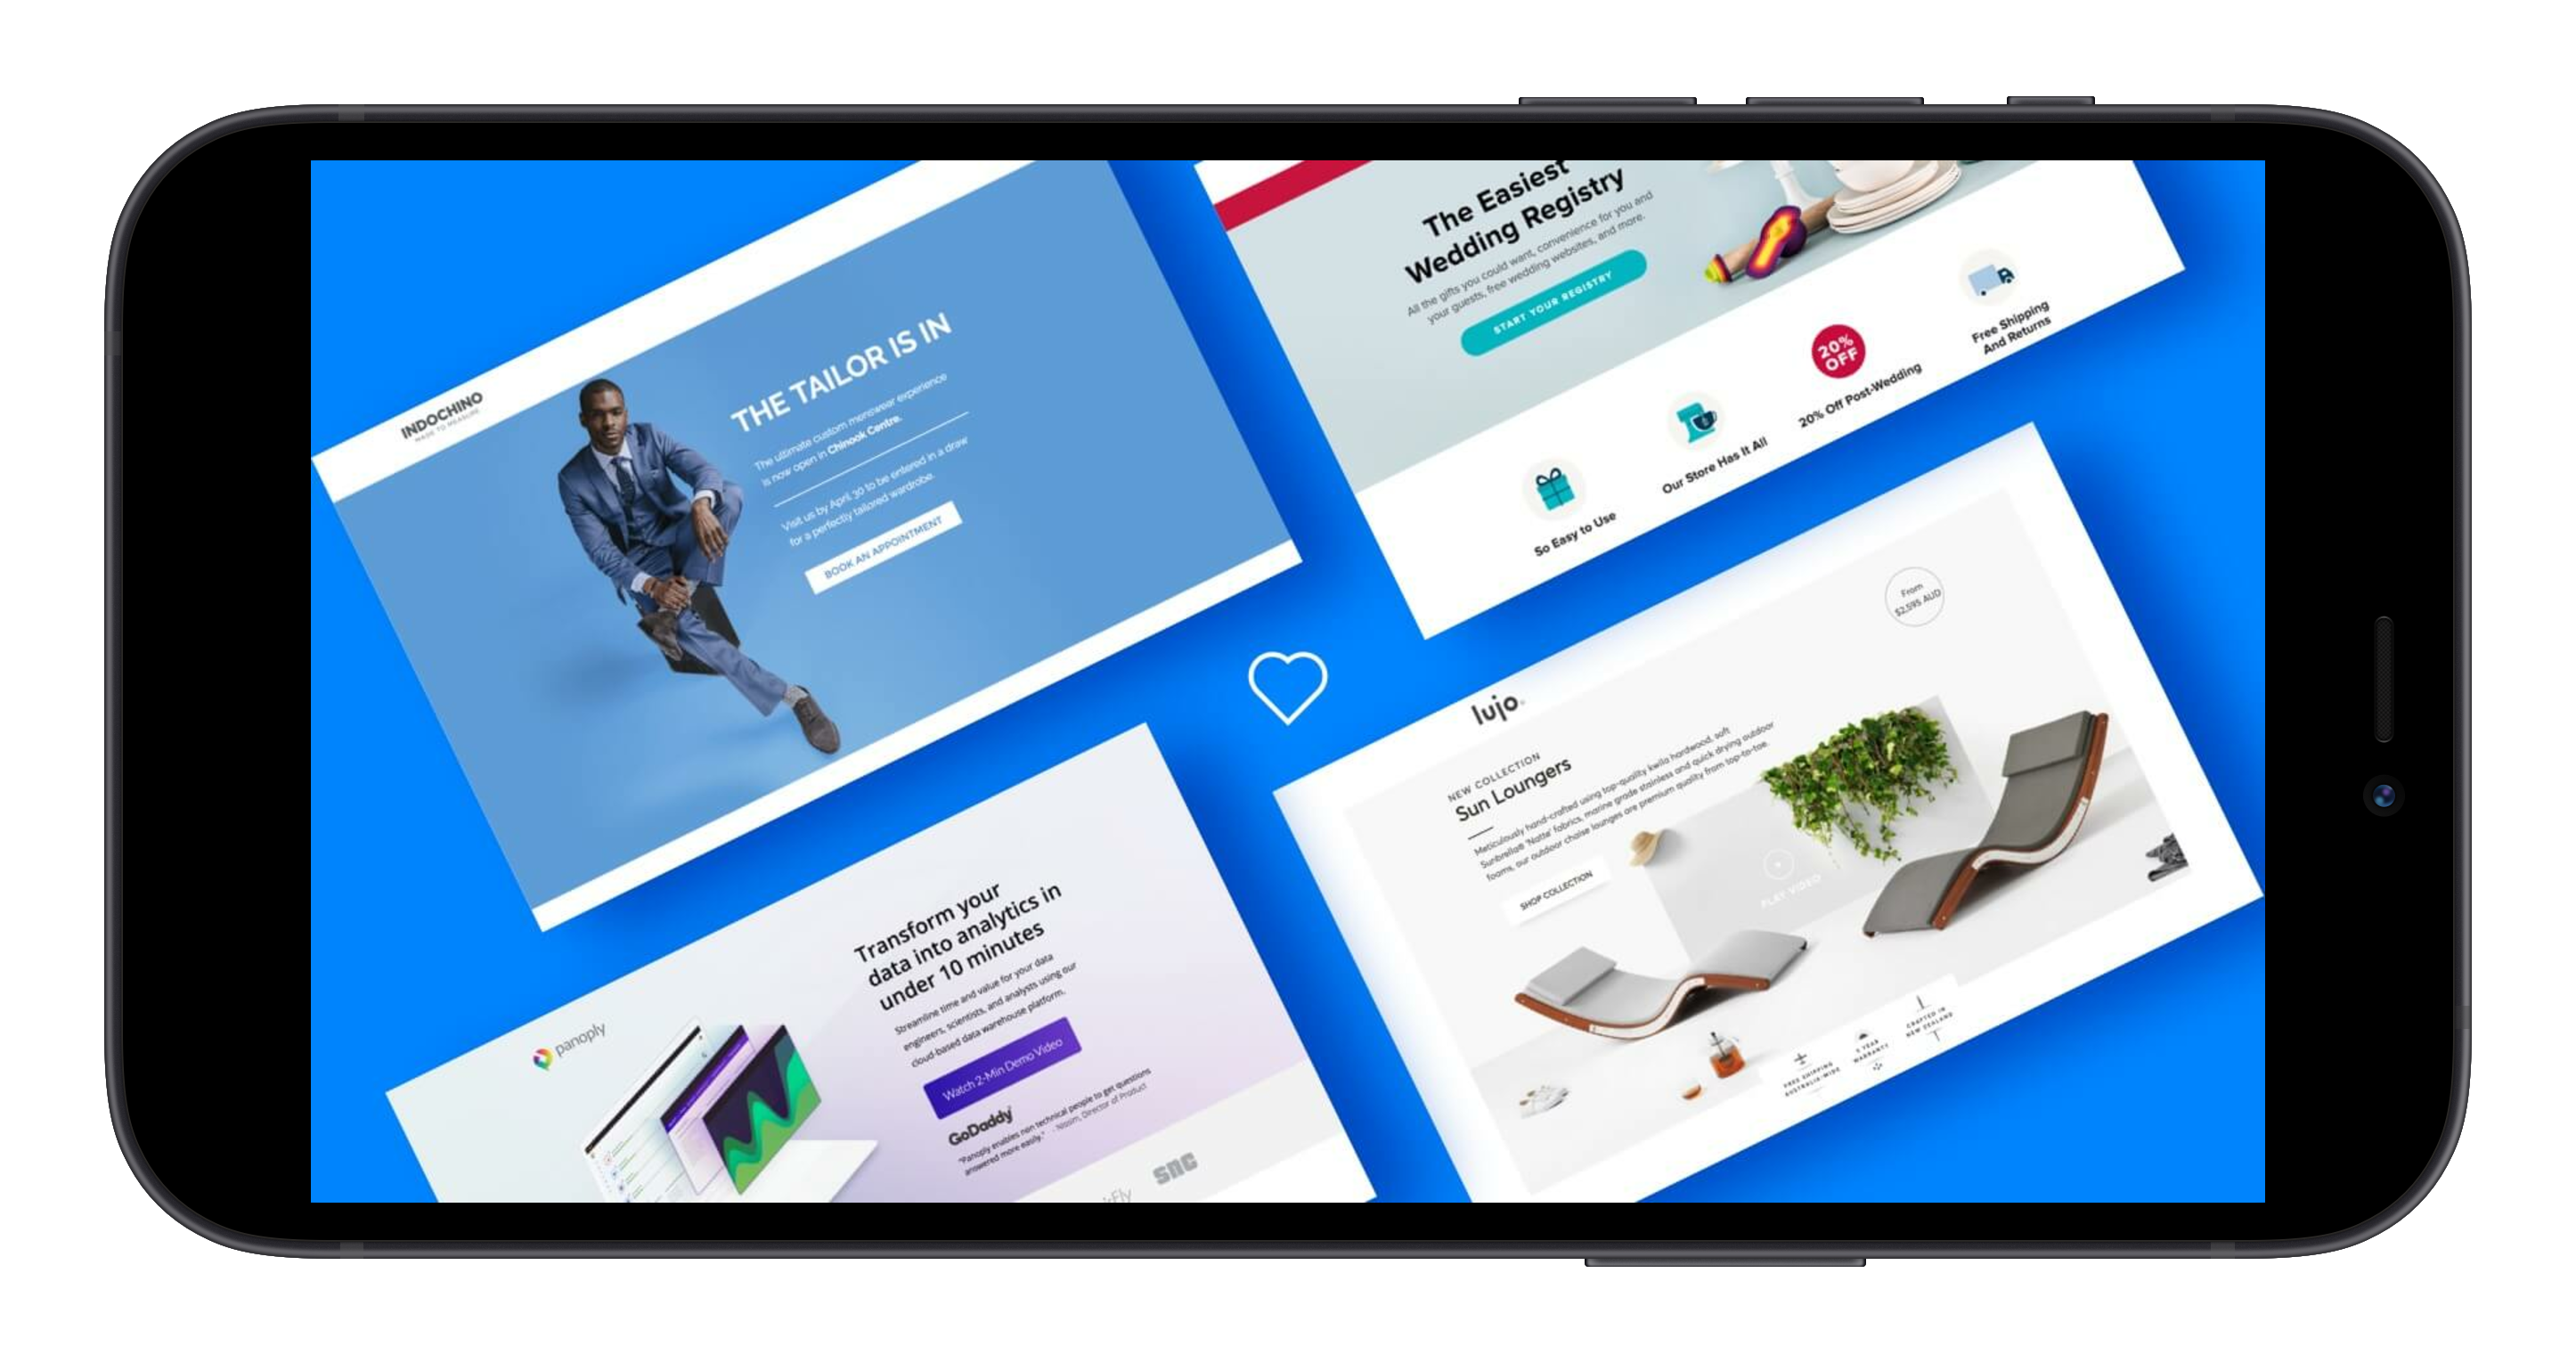 INDOCHINO
MADE TO MEASURE
THE TAILOR IS IN
The ultimate custom menswear experience
is now open in Chinook Centre.
Visit us by April 30 to be entered in a draw
for a perfectly tailored wardrobe.
BOOK AN APPOINTMENT
The Easiest
Wedding Registry
All the gifts you could want, convenience for you and
your guests, free wedding websites, and more.
START YOUR REGISTRY
So Easy to Use
Our Store Has It All
20%
OFF
20% Off Post-Wedding
Free Shipping
And Returns
panoply
Transform your
data into analytics in
under 10 minutes
Streamline time and value for your data
engineers, scientists, and analysts using our
cloud-based data warehouse platform.
Watch 2-Min Demo Video
GoDaddy
"Panoply enables non technical people to get questions
answered more easily." - Nissim, Director of Product
Fly
snc
lujo
From
$2,595 AUD
NEW COLLECTION
Sun Loungers
Meticulously hand-crafted using top-quality kwila hardwood, soft
Sunbrella® 'Natte' fabrics, marine grade stainless and quick drying outdoor
foams, our outdoor chaise lounges are premium quality from top-to-toe.
SHOP COLLECTION
PLAY VIDEO
FREE SHIPPING
AUSTRALIA-WIDE
5 YEAR
WARRANTY
CRAFTED IN
NEW ZEALAND